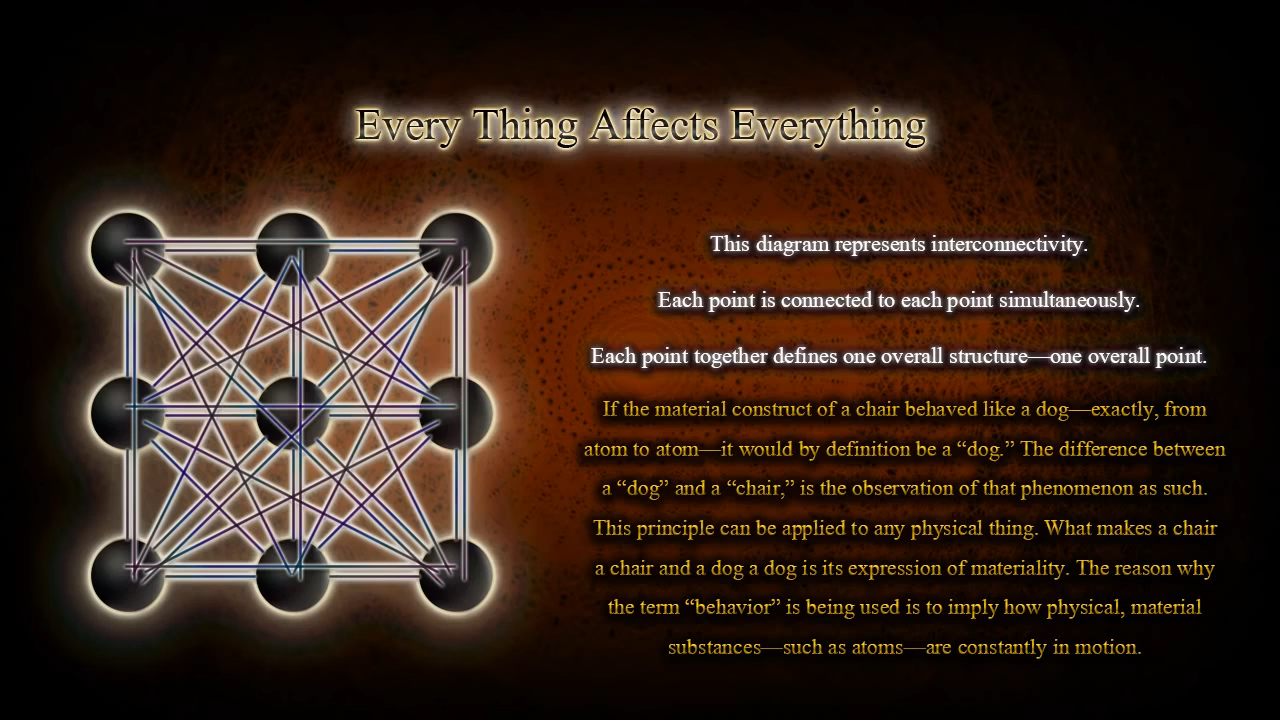 Every Thing Affects Everything
This diagram represents interconnectivity.
Each point is connected to each point simultaneously.
Each point together defines one overall structure—one overall point.
If the material construct of a chair behaved like a dog—exactly, from
atom to atom—it would by definition be a “dog.” The difference between
a “dog” and a “chair,” is the observation of that phenomenon as such.
This principle can be applied to any physical thing. What makes a chair
a chair and a dog a dog is its expression of materiality. The reason why
the term “behavior” is being used is to imply how physical, material
substances—such as atoms—are constantly in motion.